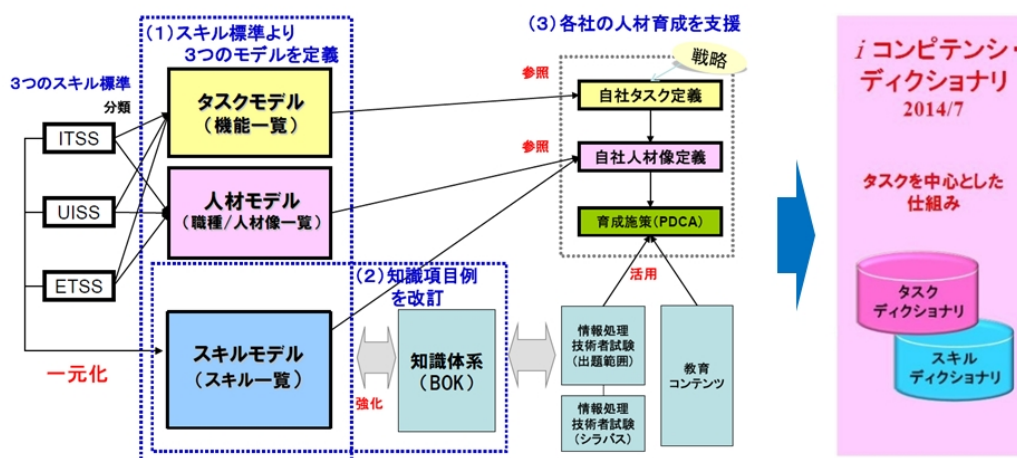 (1)スキル標準より
3つのモデルを定義
(3)各社の人材育成を支援
戦略
3つのスキル標準
分類
ITSS
UISS
ETSS
一元化
タスクモデル
(機能一覧)
人材モデル
(職種/人材像一覧)
(2)知識項目例
を改訂
スキルモデル
(スキル一覧)
強化
知識体系
(BOK)
参照
自社タスク定義
参照
自社人材像定義
育成施策(PDCA)
活用
情報処理
技術者試験
(出題範囲)
情報処理
技術者試験
(シラバス)
教育
コンテンツ
i コンピテンシ・
ディクショナリ
2014/7
タスクを中心とした
仕組み
タスク
ディクショナリ
スキル
ディクショナリ